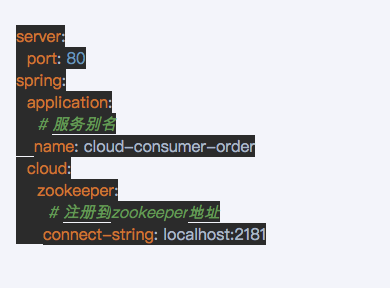 server:
  port: 80
spring:
  application:
    # 服务别名
    name: cloud-consumer-order
  cloud:
    zookeeper:
      # 注册到zookeeper地址
      connect-string: localhost:2181